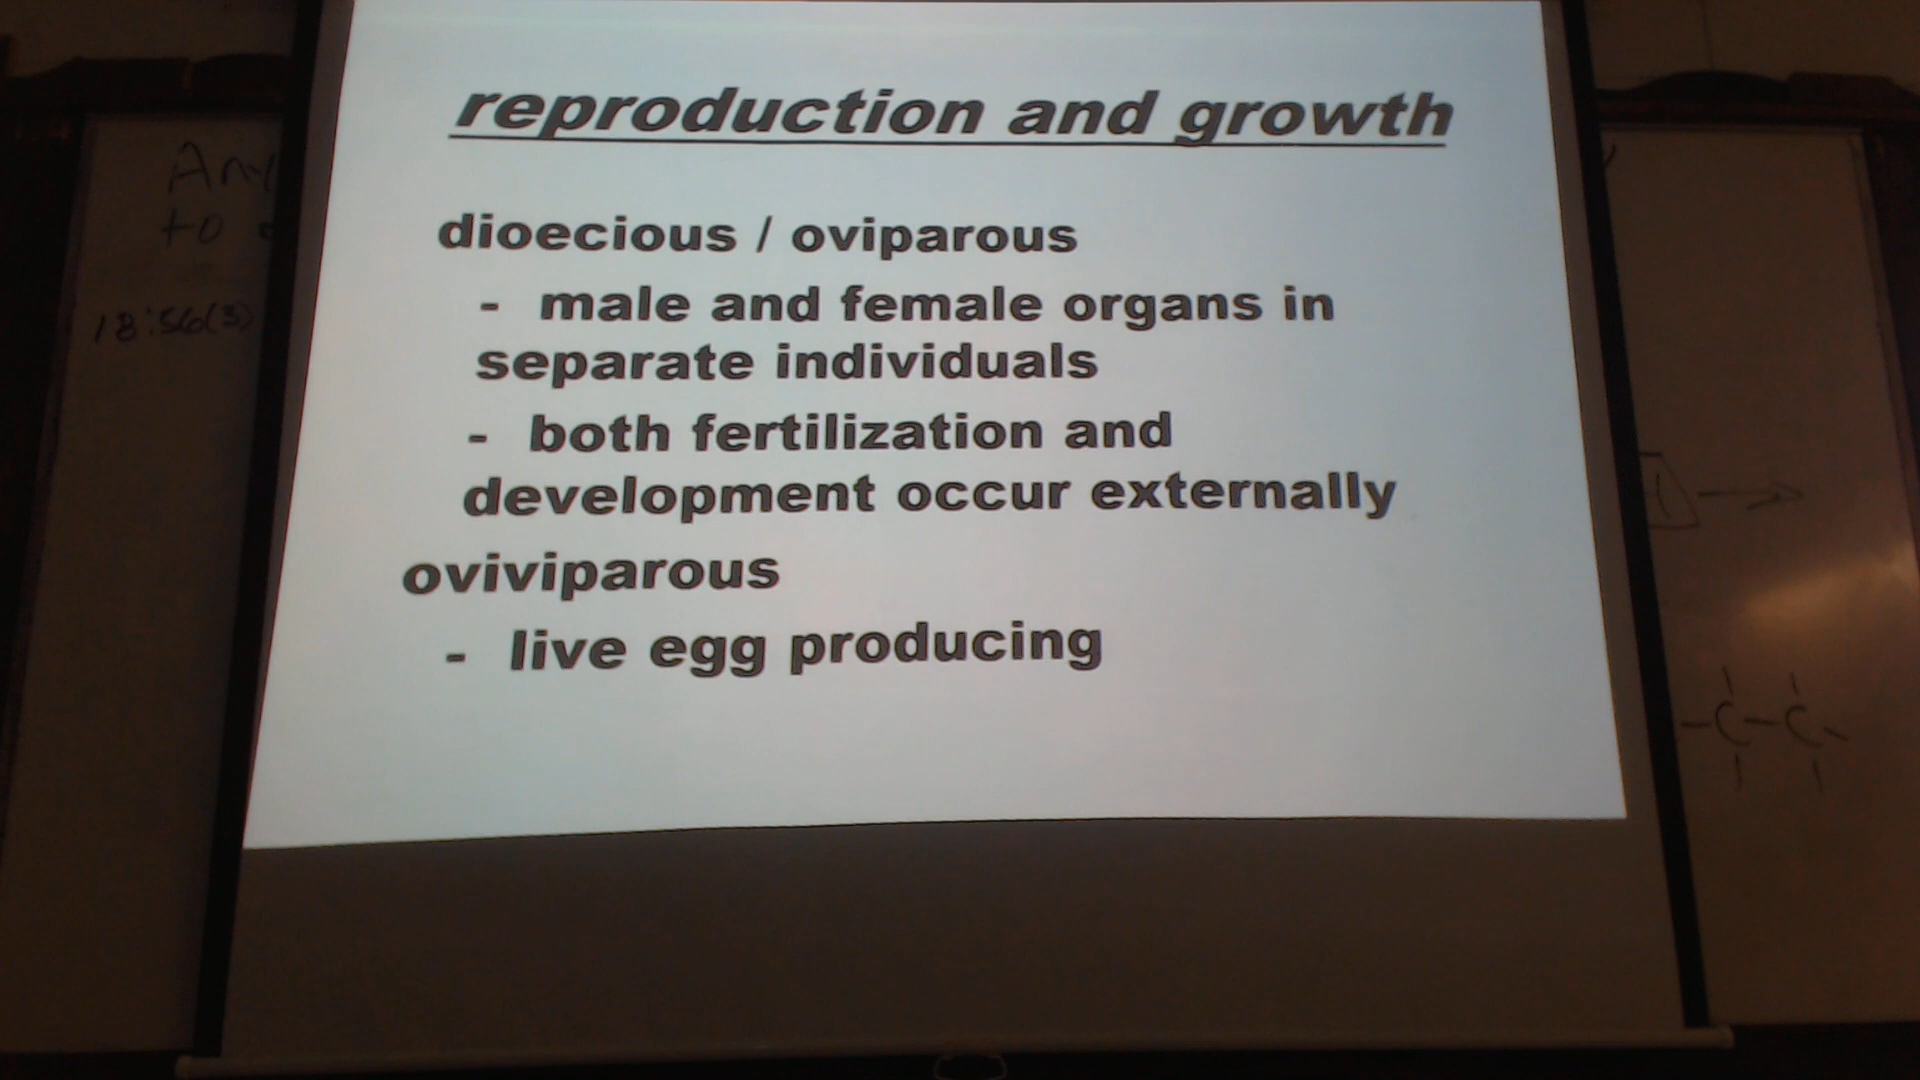 reproduction and growth
dioecious / oviparous
- male and female organs in
separate individuals
- both fertilization and
development occur externally
oviviparous
- live egg producing
to
18:56(3)
-C-C-